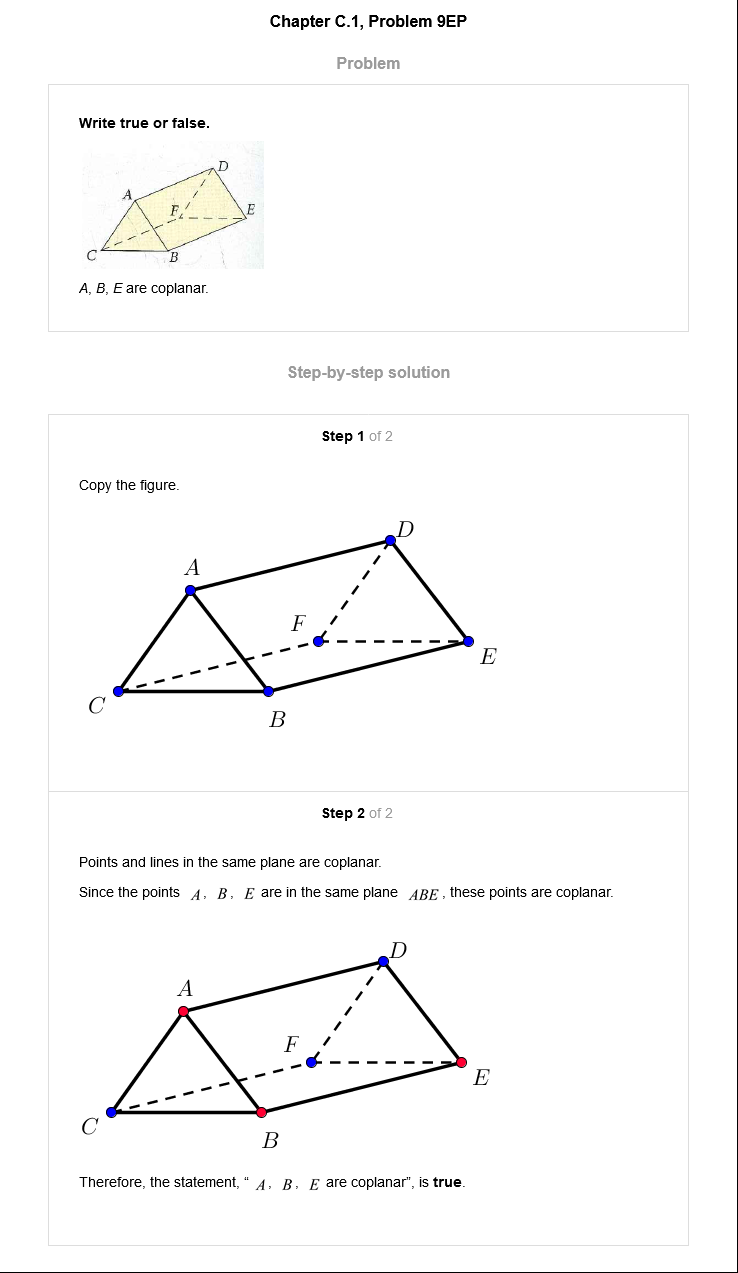 Chapter C.1, Problem 9EP
Problem
Write true or false.
D
A
F
E
C
B
A, B, E are coplanar.
Step-by-step solution
Step 1 of 2
Copy the figure.
D
A
F
E
C
B
Step 2 of 2
Points and lines in the same plane are coplanar.
Since the points A, B, E are in the same plane ABE, these points are coplanar.
D
A
F
E
C
B
Therefore, the statement, “ A, B, E are coplanar”, is true.